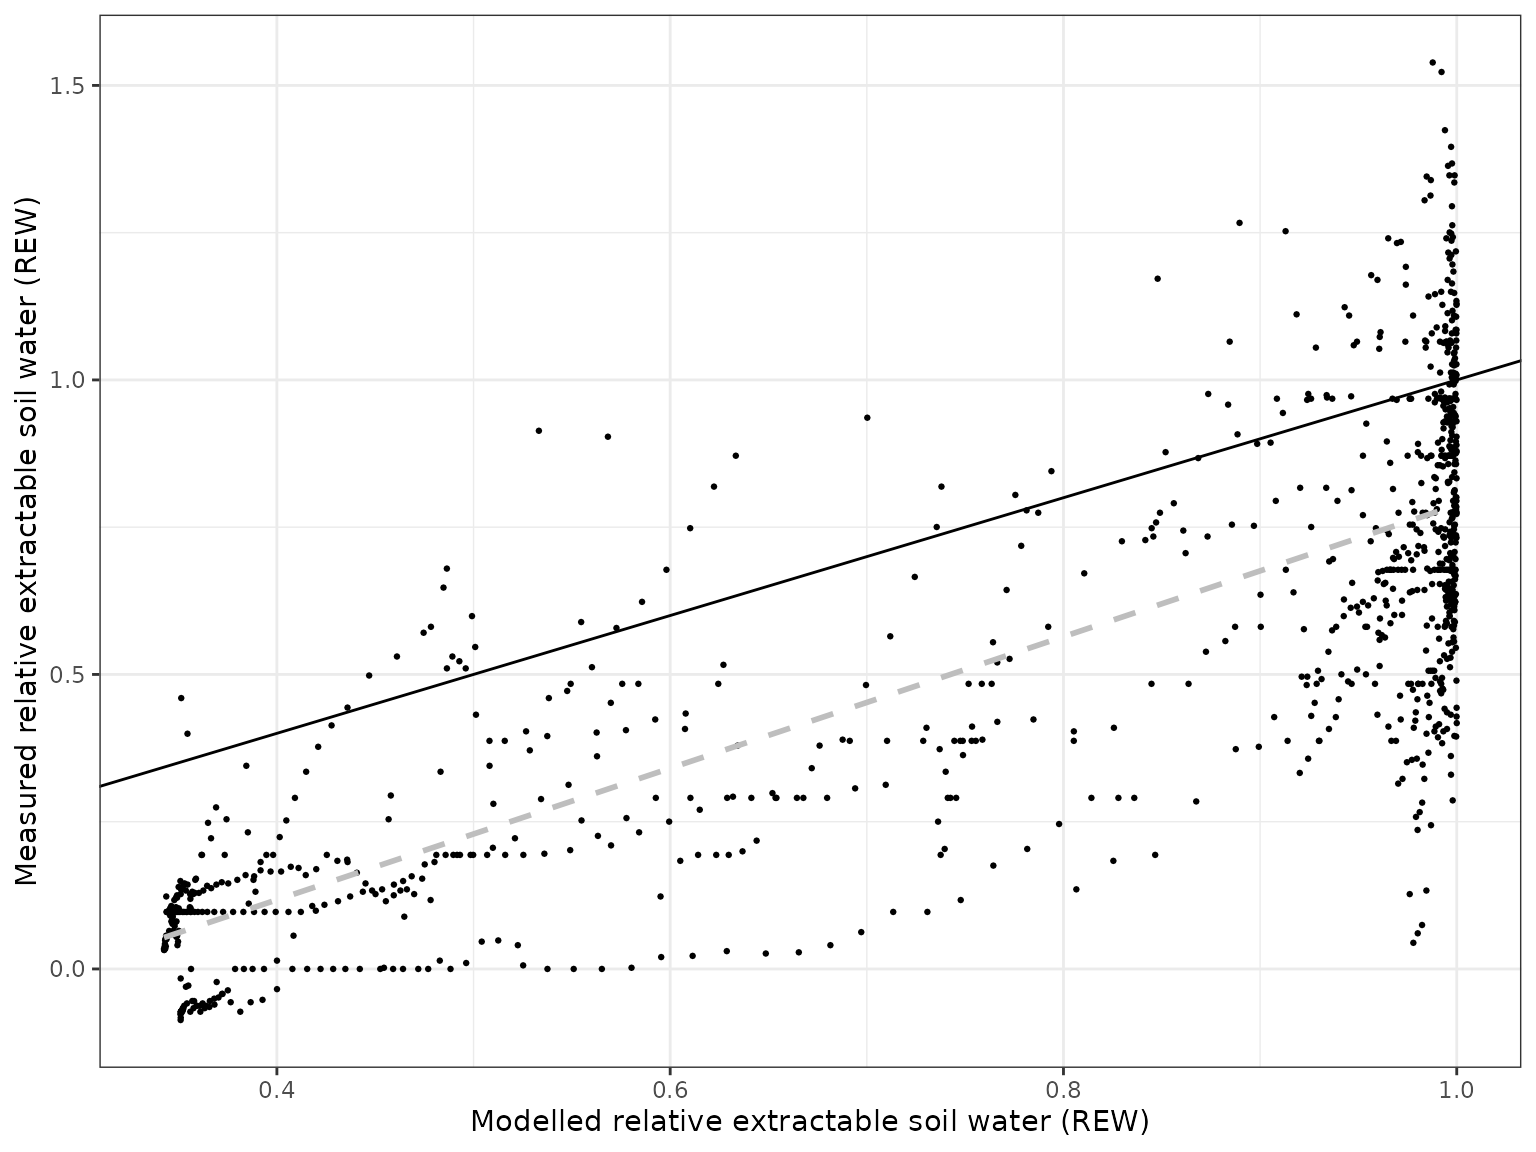 Measured relative extractable soil water (REW)
1.5
1.0
0.5
0.0
0.4 0.6 0.8 1.0
Modelled relative extractable soil water (REW)